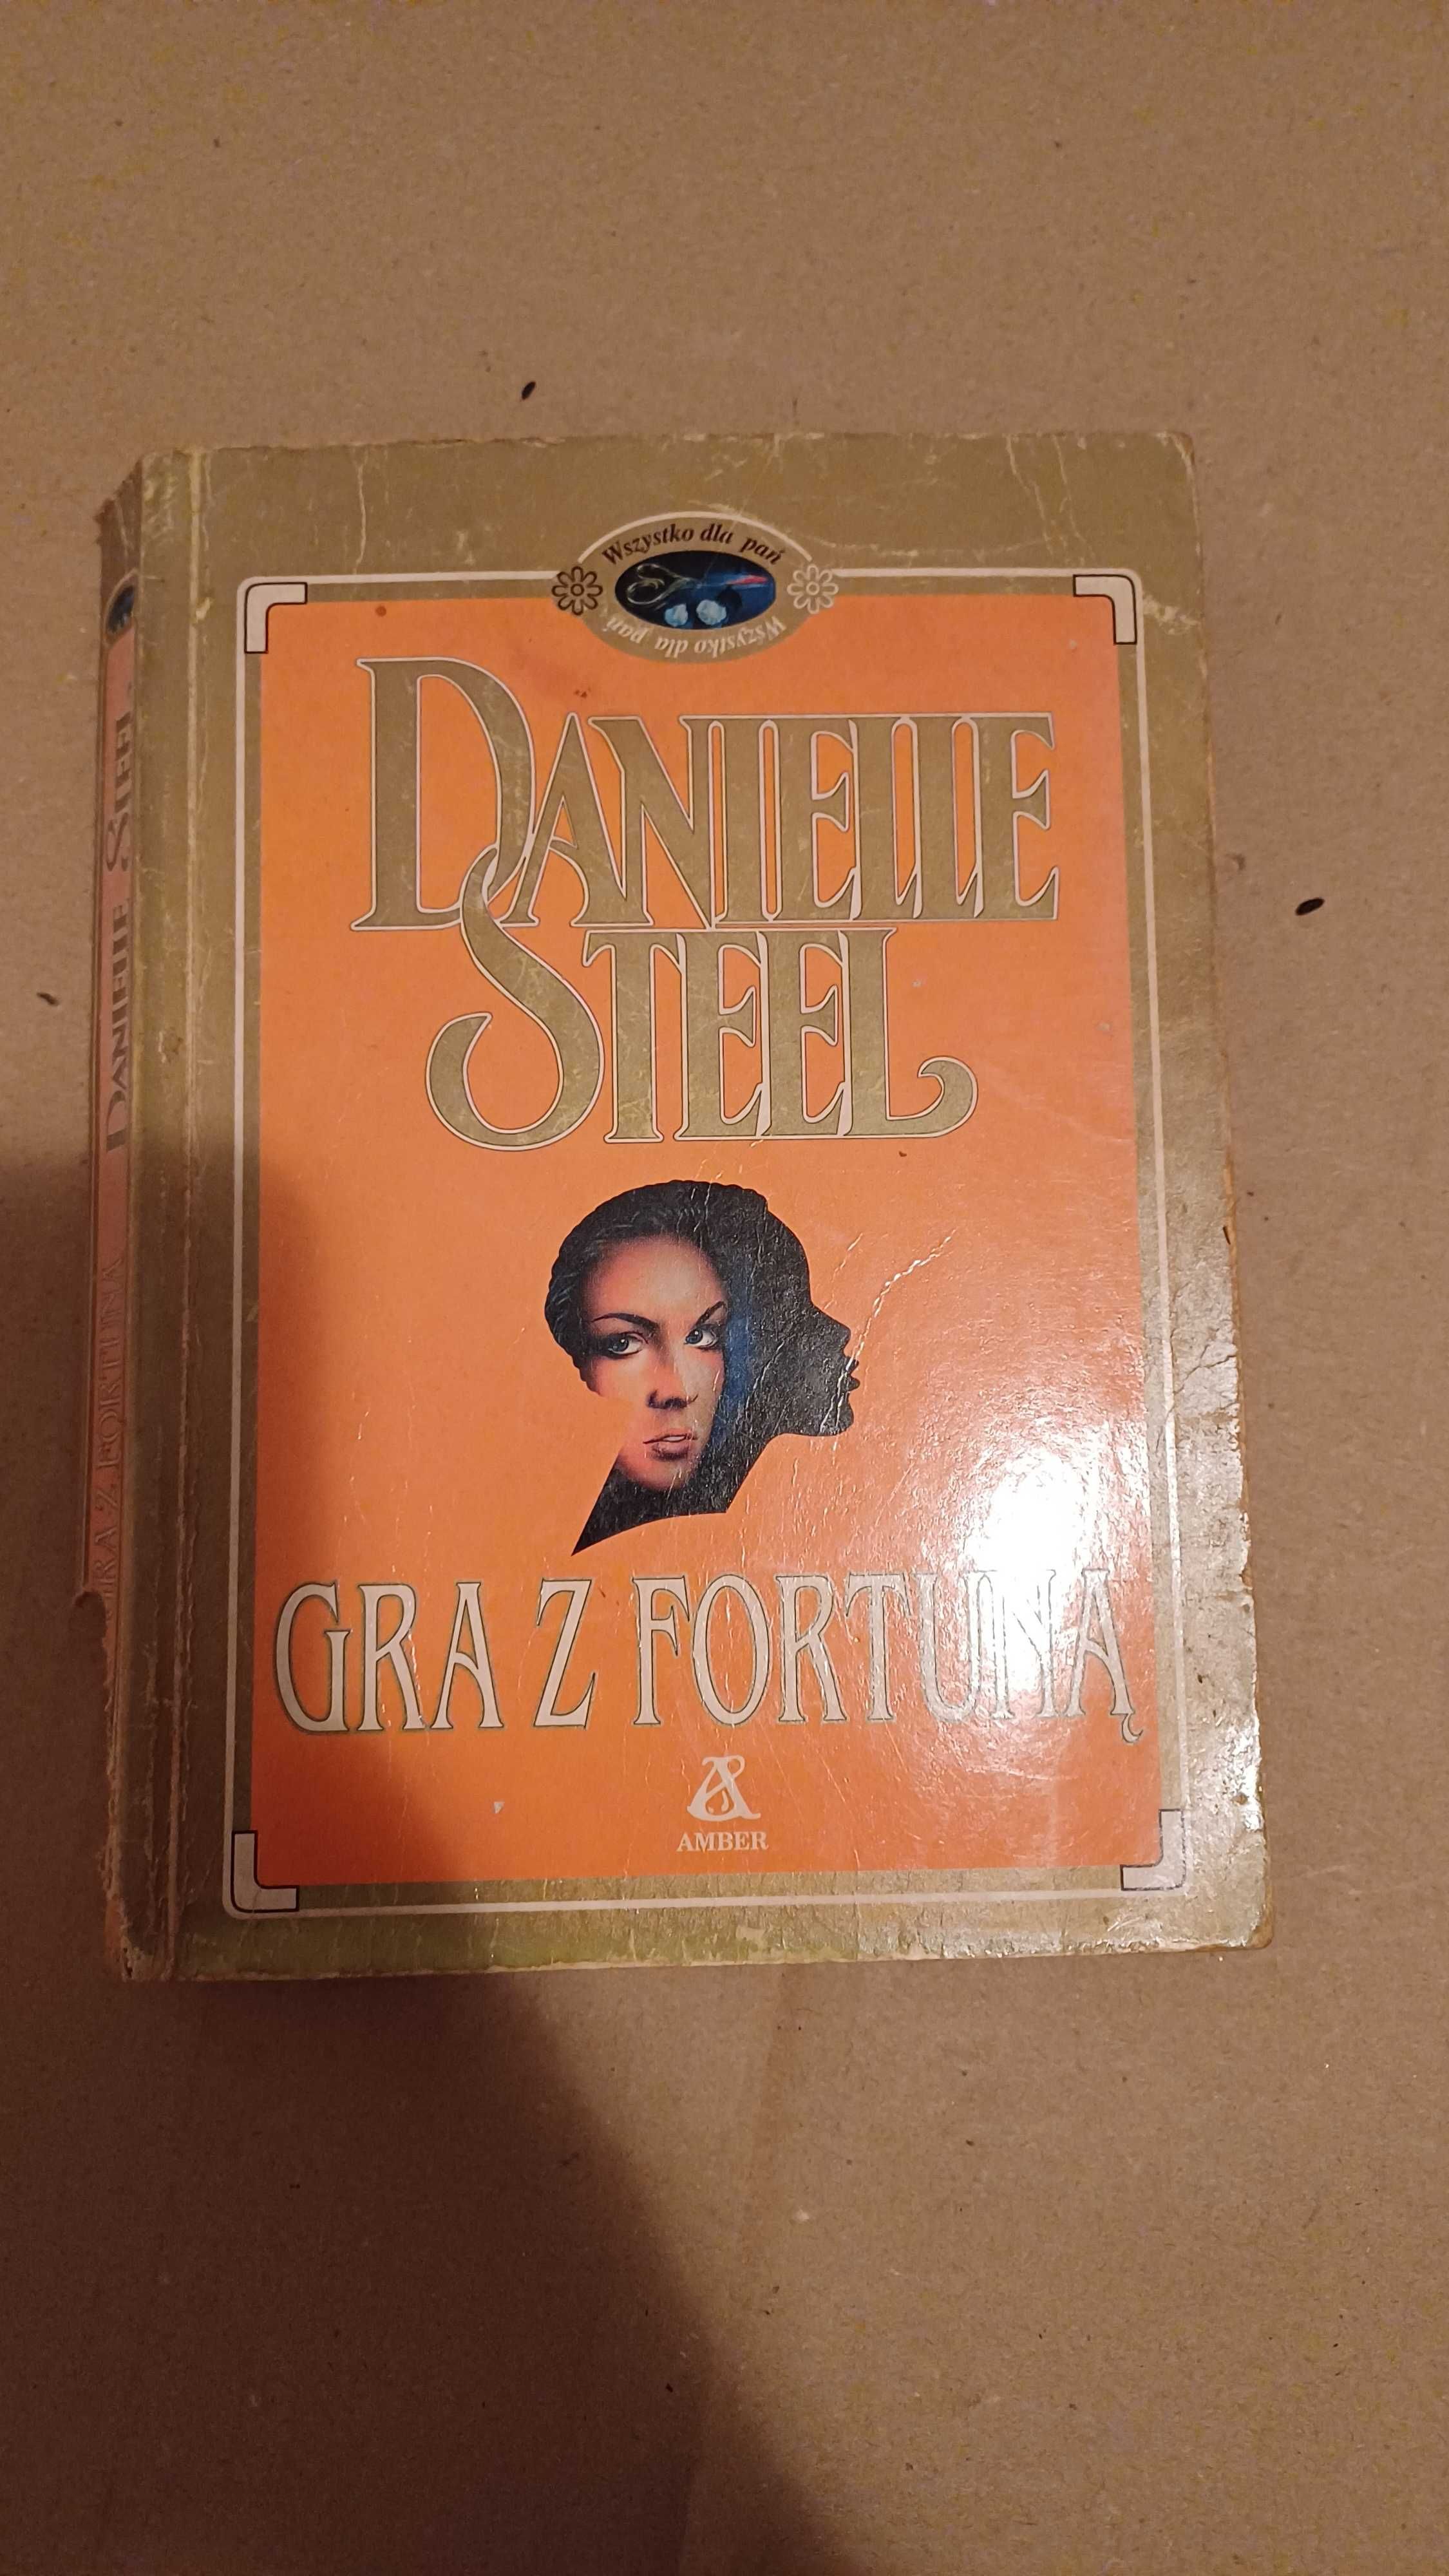 Wszystko dla pań
Wszystko dla pań
DANIELLE
STEEL
GRA Z FORTUNĄ
AMBER
DANIELLE STEEL
GRA Z FORTUNĄ